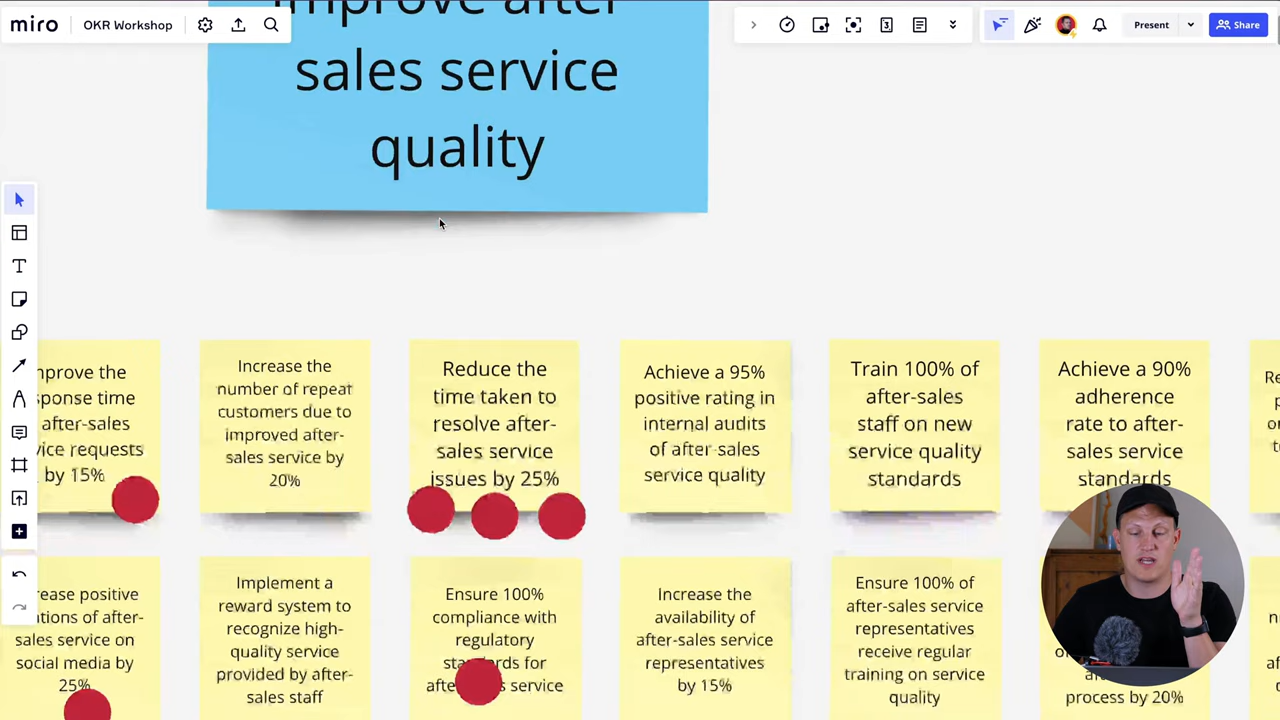 miro
OKR Workshop
Present
Share
Improve after-
sales service
quality
Improve the
response time
after-sales
service requests
by 15%
Increase the
number of repeat
customers due to
improved after-
sales service by
20%
Reduce the
time taken to
resolve after-
sales service
issues by 25%
Achieve a 95%
positive rating in
internal audits
of after-sales
service quality
Train 100% of
after-sales
staff on new
service quality
standards
Achieve a 90%
adherence
rate to after-
sales service
standards
positive
of after-
sales service on
social media by
25%
Implement a
reward system to
recognize high-
quality service
provided by after-
sales staff
Ensure 100%
compliance with
regulatory
standards for
service
Increase the
availability of
after-sales service
representatives
by 15%
Ensure 100% of
after-sales service
representatives
receive regular
training on service
quality
process by 20%